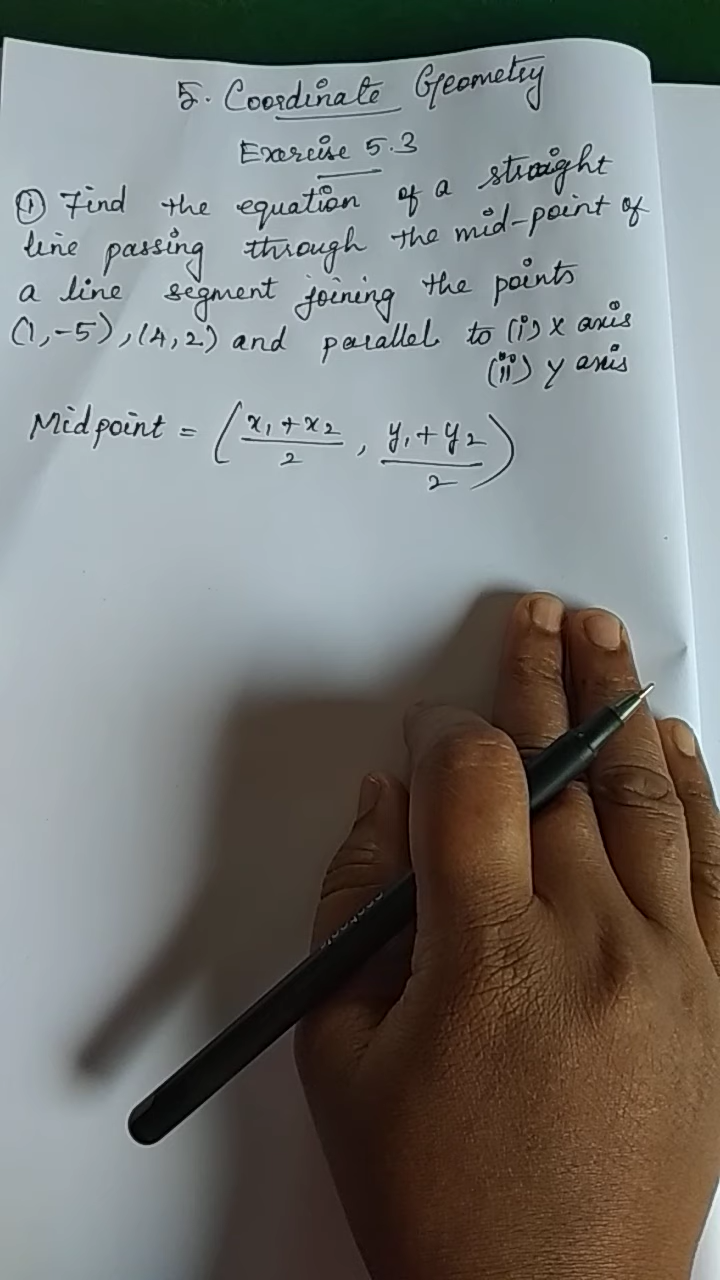 5. Coordinate Geometry
Exercise 5.3
① Find the equation of a straight
line passing through the mid-point of
a line segment joining the points
(1,-5), (4,2) and parallel to (i) X axis
(ii) y axis
Midpoint = ( x₁ + x₂ / 2 , y₁ + y₂ / 2 )